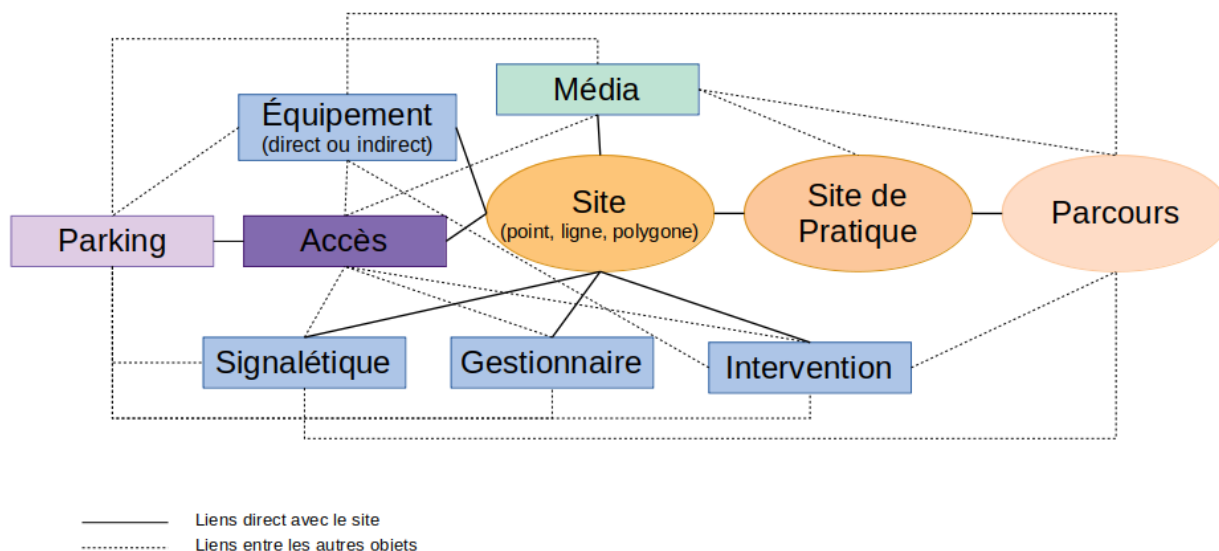 Média
Équipement
(direct ou indirect)
Site
(point, ligne, polygone)
Site de
Pratique
Parcours
Parking
Accès
Signalétique
Gestionnaire
Intervention
Liens direct avec le site
Liens entre les autres objets